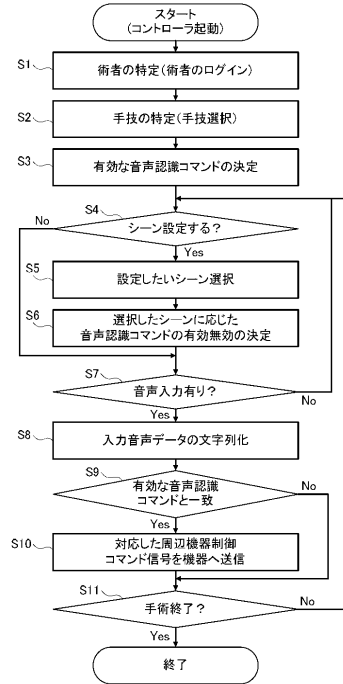 スタート
(コントローラ起動)
S1
術者の特定(術者のログイン)
S2
手技の特定(手技選択)
S3
有効な音声認識コマンドの決定
S4
No
シーン設定する?
Yes
S5
設定したいシーン選択
S6
選択したシーンに応じた
音声認識コマンドの有効無効の決定
S7
音声入力有り?
No
Yes
S8
入力音声データの文字列化
S9
有効な音声認識
コマンドと一致
No
Yes
S10
対応した周辺機器制御
コマンド信号を機器へ送信
S11
手術終了?
No
Yes
終了